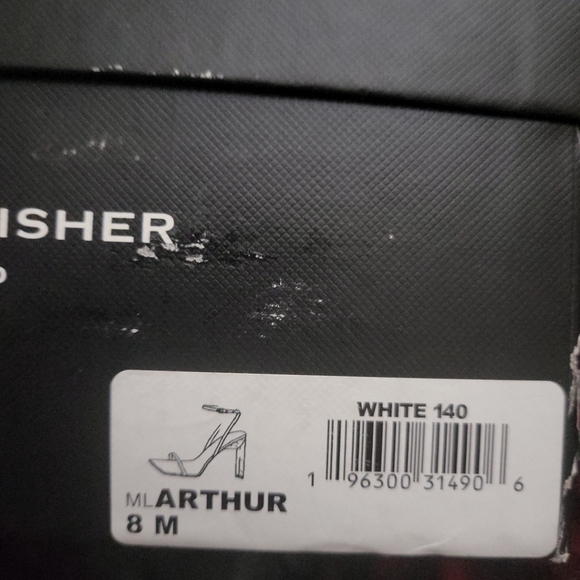 ISHER
WHITE 140
1 96300 31490 6
MLARTHUR
8 M